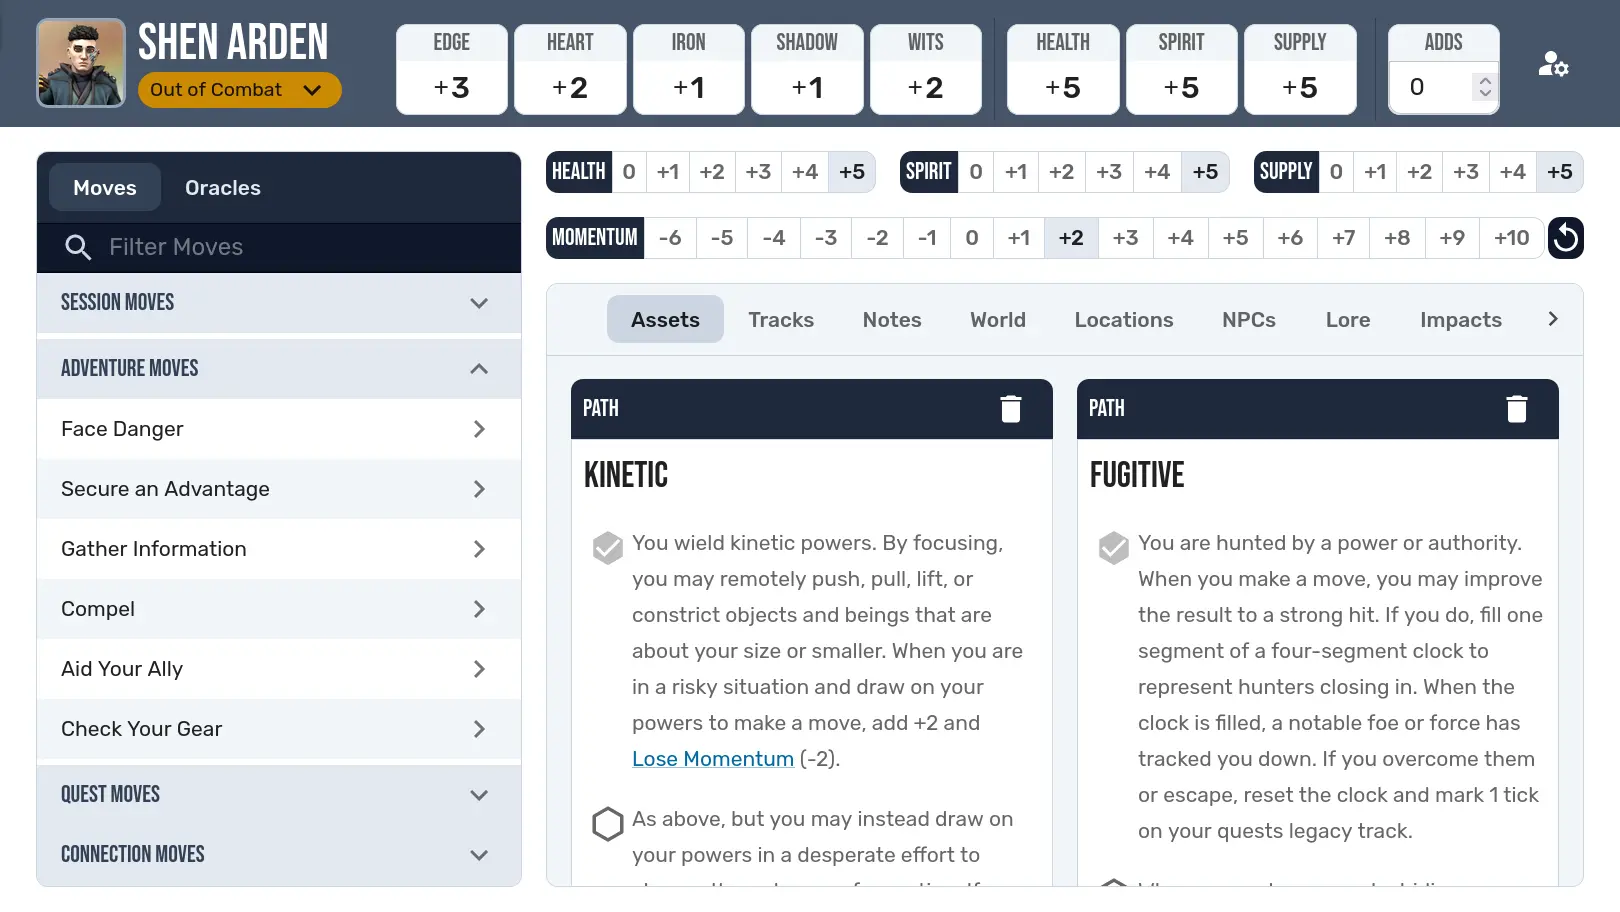 SHEN ARDEN
Out of Combat
EDGE
+3
HEART
+2
IRON
+1
SHADOW
+1
WITS
+2
HEALTH
+5
SPIRIT
+5
SUPPLY
+5
ADDS
0
Moves
Oracles
Filter Moves
SESSION MOVES
ADVENTURE MOVES
Face Danger
Secure an Advantage
Gather Information
Compel
Aid Your Ally
Check Your Gear
QUEST MOVES
CONNECTION MOVES
HEALTH 0 +1 +2 +3 +4 +5
SPIRIT 0 +1 +2 +3 +4 +5
SUPPLY 0 +1 +2 +3 +4 +5
MOMENTUM -6 -5 -4 -3 -2 -1 0 +1 +2 +3 +4 +5 +6 +7 +8 +9 +10
Assets Tracks Notes World Locations NPCs Lore Impacts
PATH
KINETIC
You wield kinetic powers. By focusing,
you may remotely push, pull, lift, or
constrict objects and beings that are
about your size or smaller. When you are
in a risky situation and draw on your
powers to make a move, add +2 and
Lose Momentum (-2).
As above, but you may instead draw on
your powers in a desperate effort to
PATH
FUGITIVE
You are hunted by a power or authority.
When you make a move, you may improve
the result to a strong hit. If you do, fill one
segment of a four-segment clock to
represent hunters closing in. When the
clock is filled, a notable foe or force has
tracked you down. If you overcome them
or escape, reset the clock and mark 1 tick
on your quests legacy track.